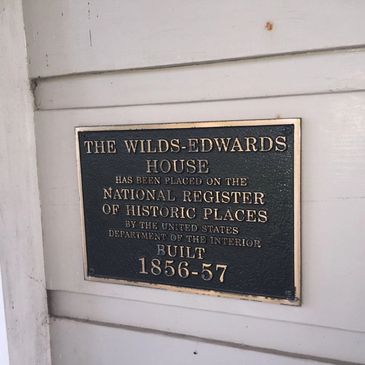 THE WILDS-EDWARDS
HOUSE
HAS BEEN PLACED ON THE
NATIONAL REGISTER
OF HISTORIC PLACES
BY THE UNITED STATES
DEPARTMENT OF THE INTERIOR
BUILT
1856-57